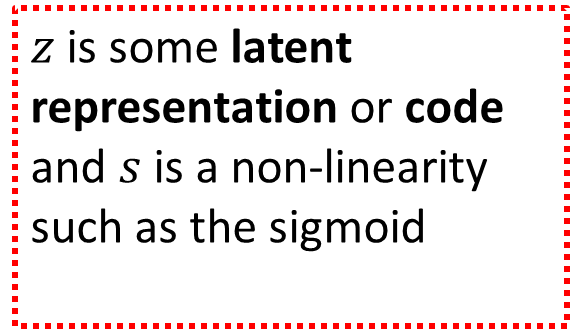 z is some latent
representation or code
and s is a non-linearity
such as the sigmoid